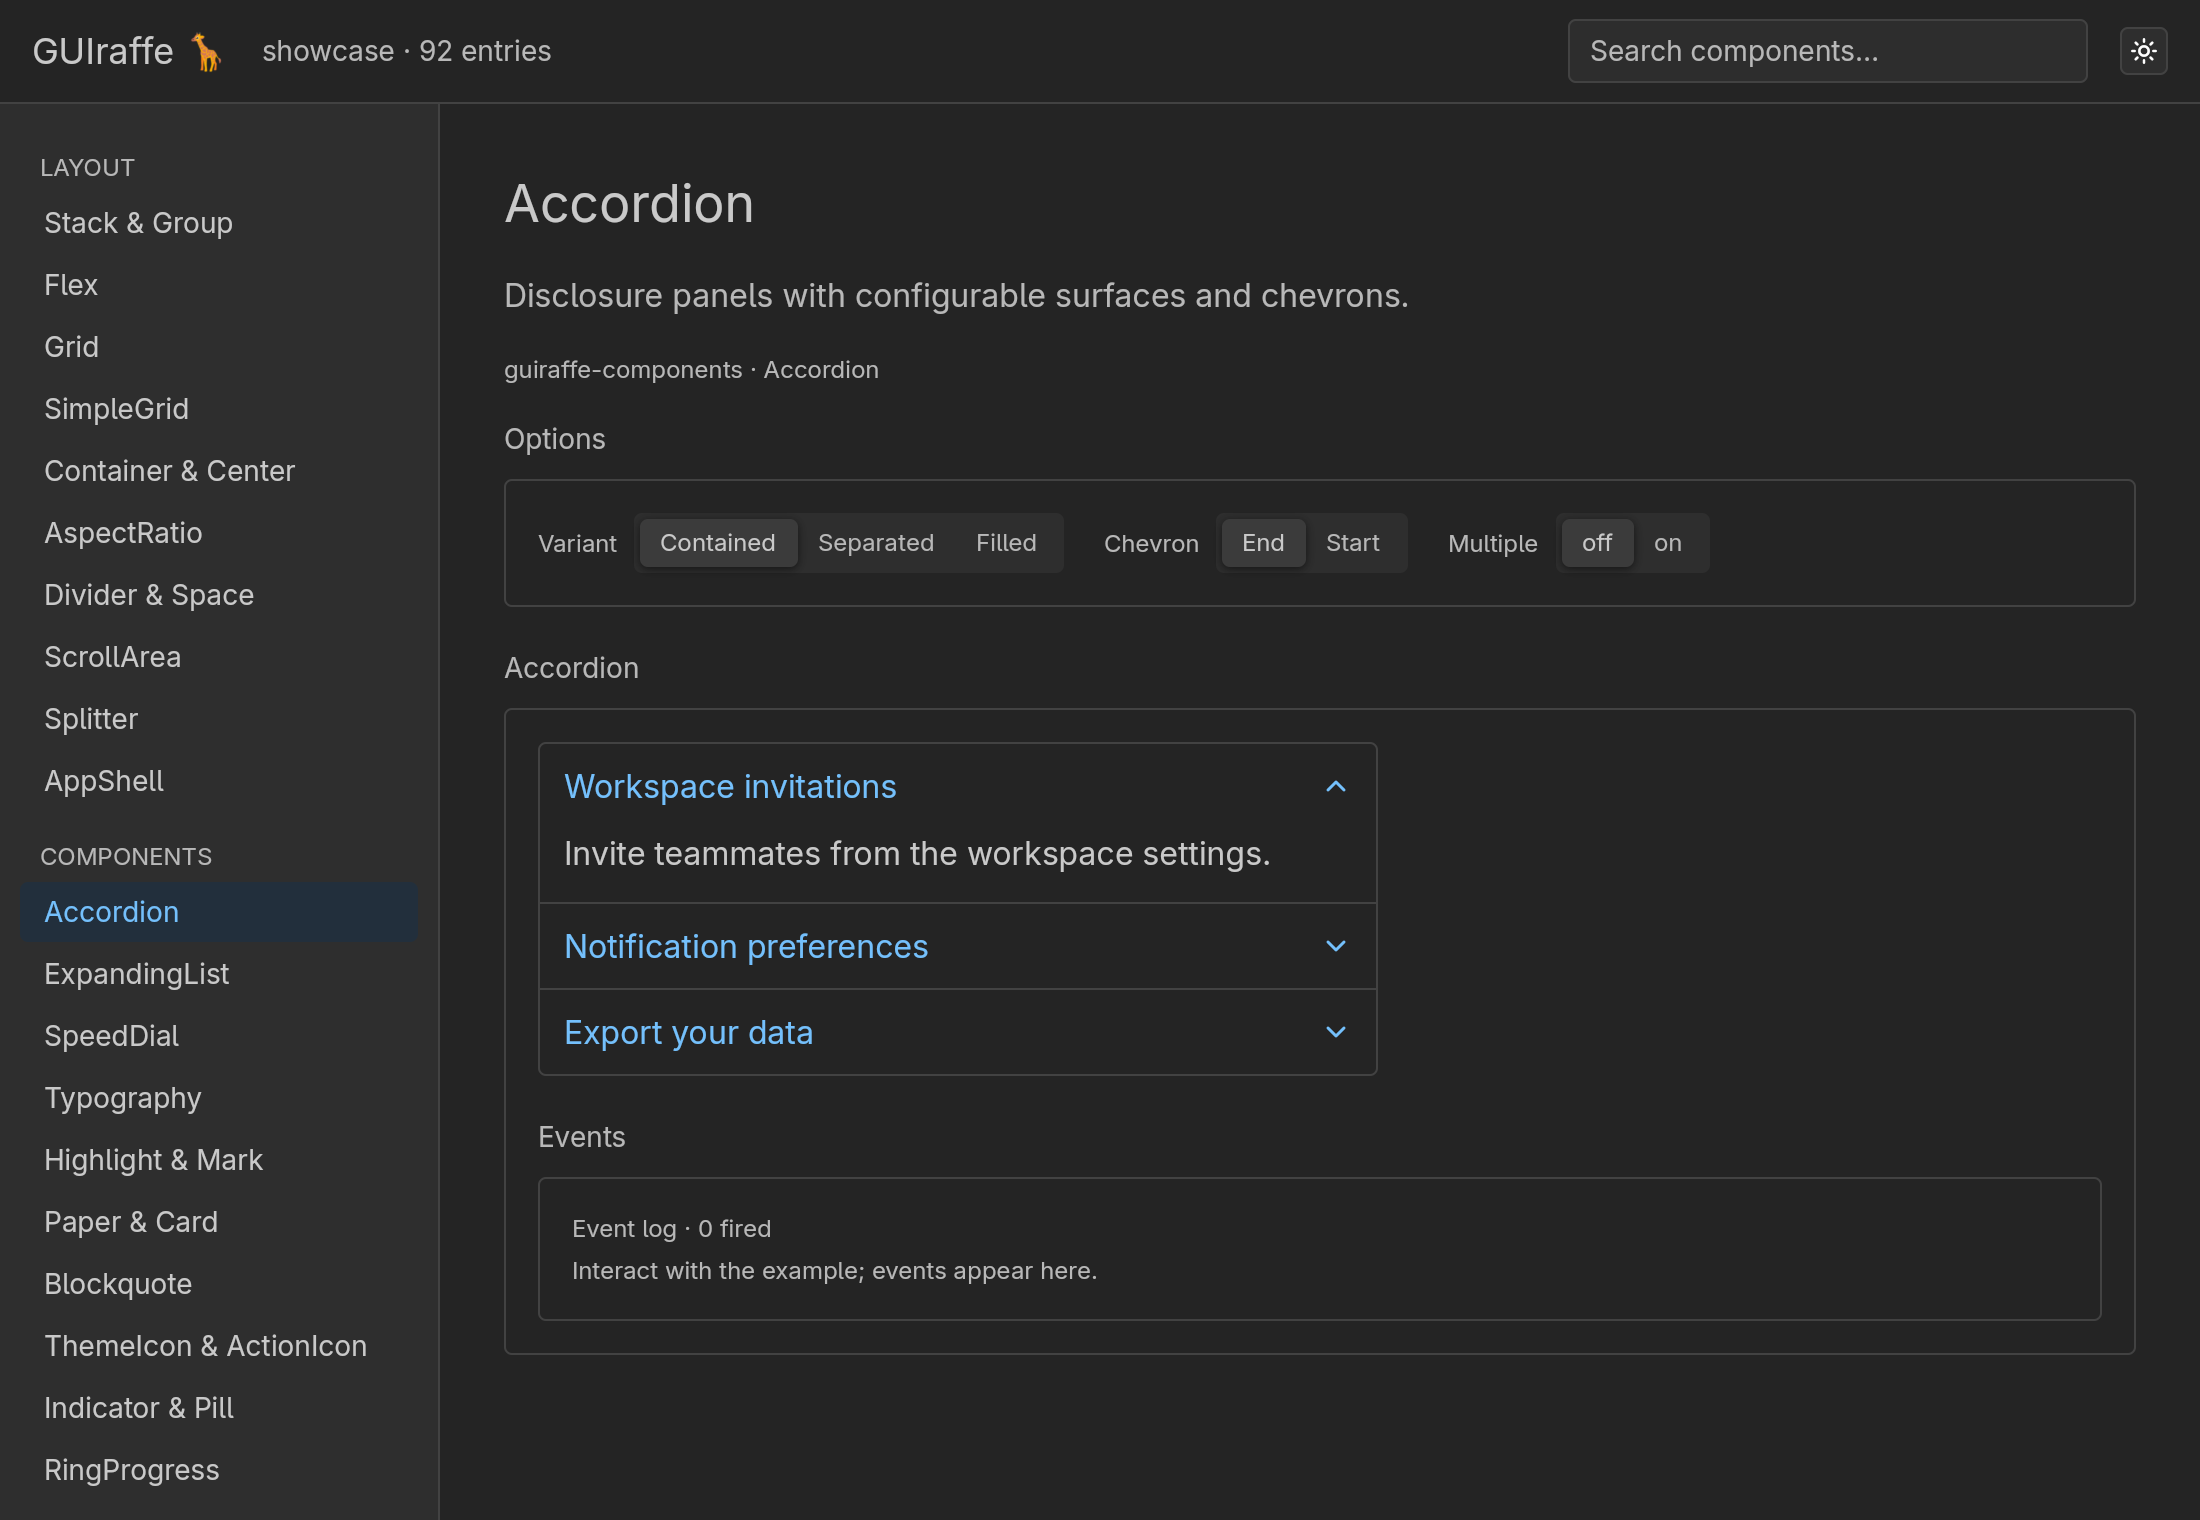 GUIraffe 🦒 showcase · 92 entries
Search components...
LAYOUT
Stack & Group
Flex
Grid
SimpleGrid
Container & Center
AspectRatio
Divider & Space
ScrollArea
Splitter
AppShell
COMPONENTS
Accordion
ExpandingList
SpeedDial
Typography
Highlight & Mark
Paper & Card
Blockquote
ThemeIcon & ActionIcon
Indicator & Pill
RingProgress
Accordion
Disclosure panels with configurable surfaces and chevrons.
guiraffe-components · Accordion
Options
Variant Contained Separated Filled Chevron End Start Multiple off on
Accordion
Workspace invitations
Invite teammates from the workspace settings.
Notification preferences
Export your data
Events
Event log · 0 fired
Interact with the example; events appear here.